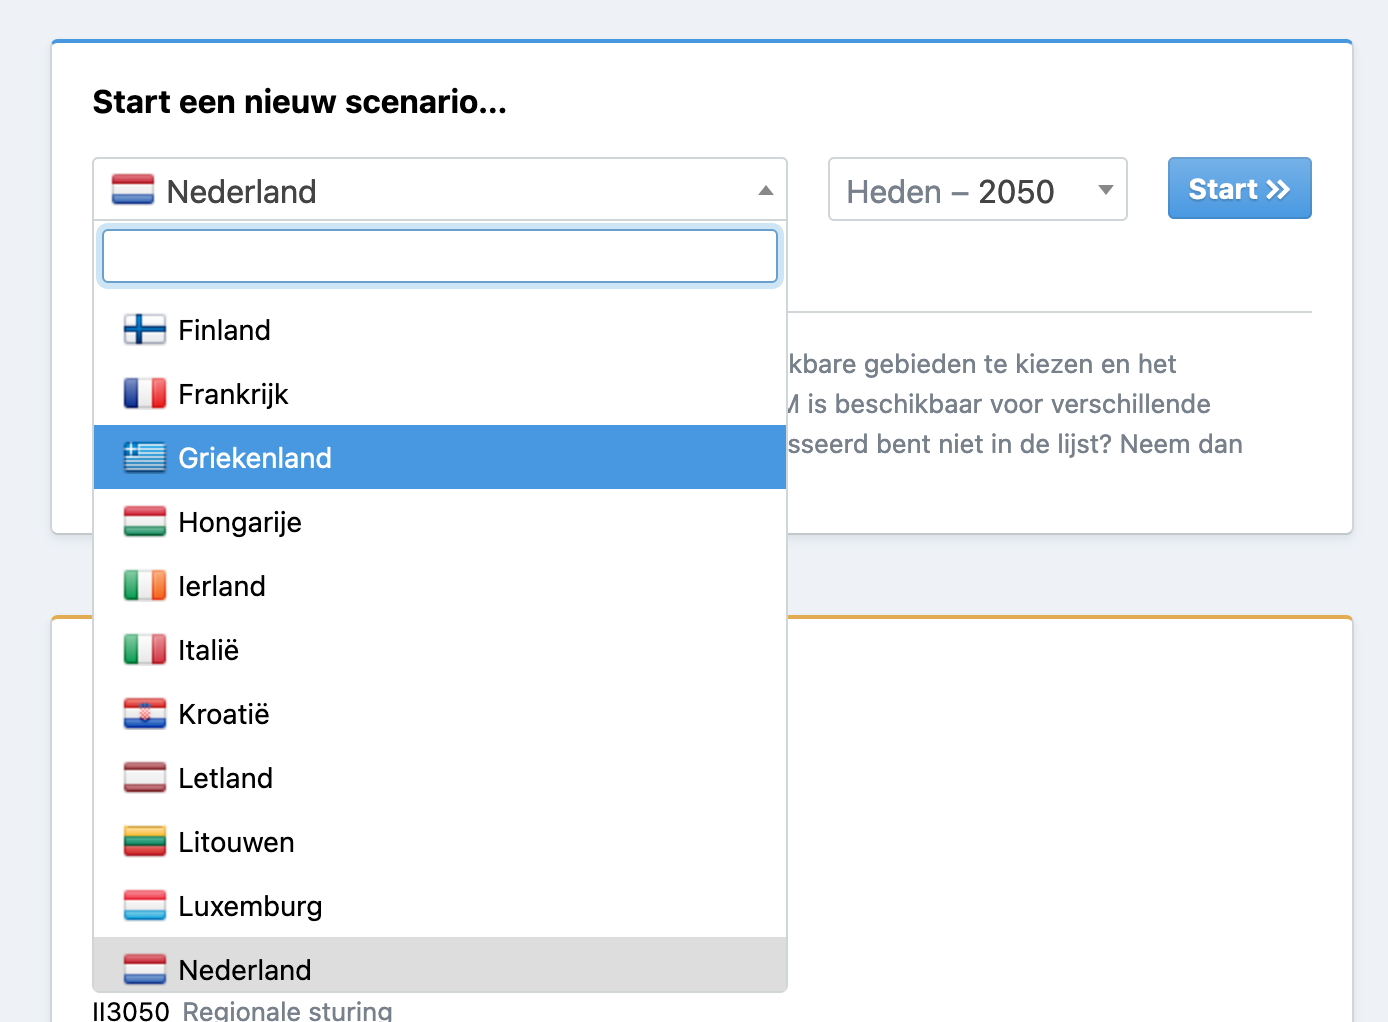 Start een nieuw scenario...
Nederland
Heden – 2050
Start
Finland
Frankrijk
Griekenland
Hongarije
Ierland
Italië
Kroatië
Letland
Litouwen
Luxemburg
Nederland
kbare gebieden te kiezen en het
M is beschikbaar voor verschillende
sseerd bent niet in de lijst? Neem dan
II3050 Regionale sturing